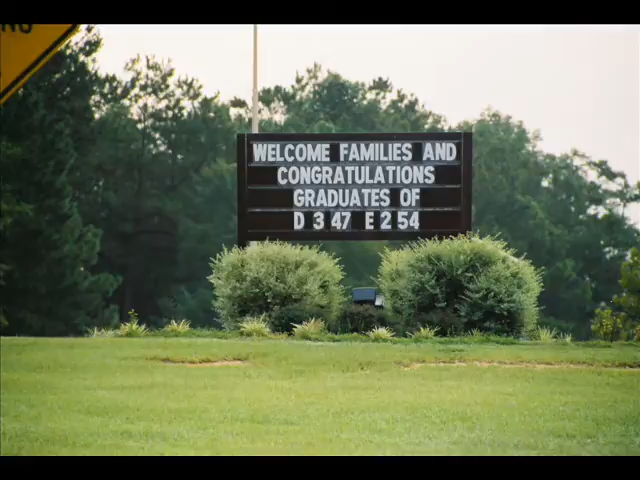 WELCOME FAMILIES AND
CONGRATULATIONS
GRADUATES OF
D 3 47 E 2 54